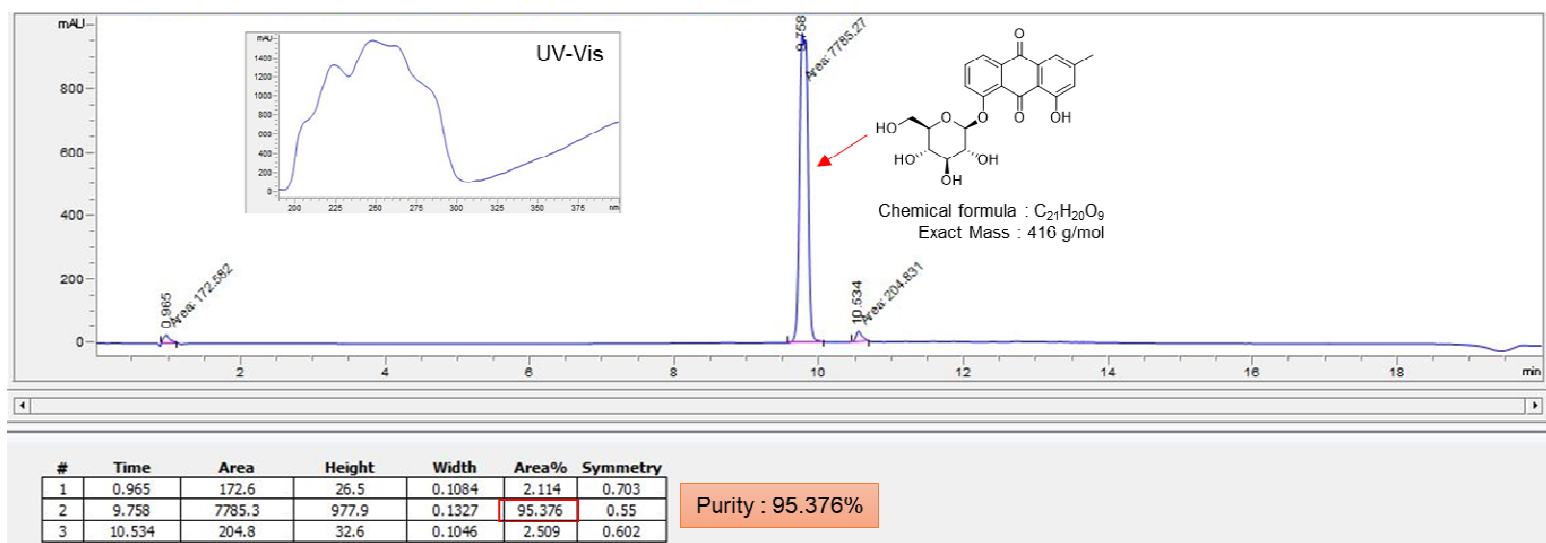 mAU
800
600
400
200
0
mAU
1400
1200
1000
800
600
400
200
0
200
225
250
275
300
325
350
375
nm
UV-Vis
0.965
Area: 172.582
9.758
Area: 7785.27
10.534
Area: 204.831
O
O
O
O
OH
HO
HO
OH
OH
Chemical formula : C₂₁H₂₀O₉
Exact Mass : 416 g/mol
2 4 6 8 10 12 14 16 18 min
# Time Area Height Width Area% Symmetry
1 0.965 172.6 26.5 0.1084 2.114 0.703
2 9.758 7785.3 977.9 0.1327 95.376 0.55
3 10.534 204.8 32.6 0.1046 2.509 0.602
Purity : 95.376%